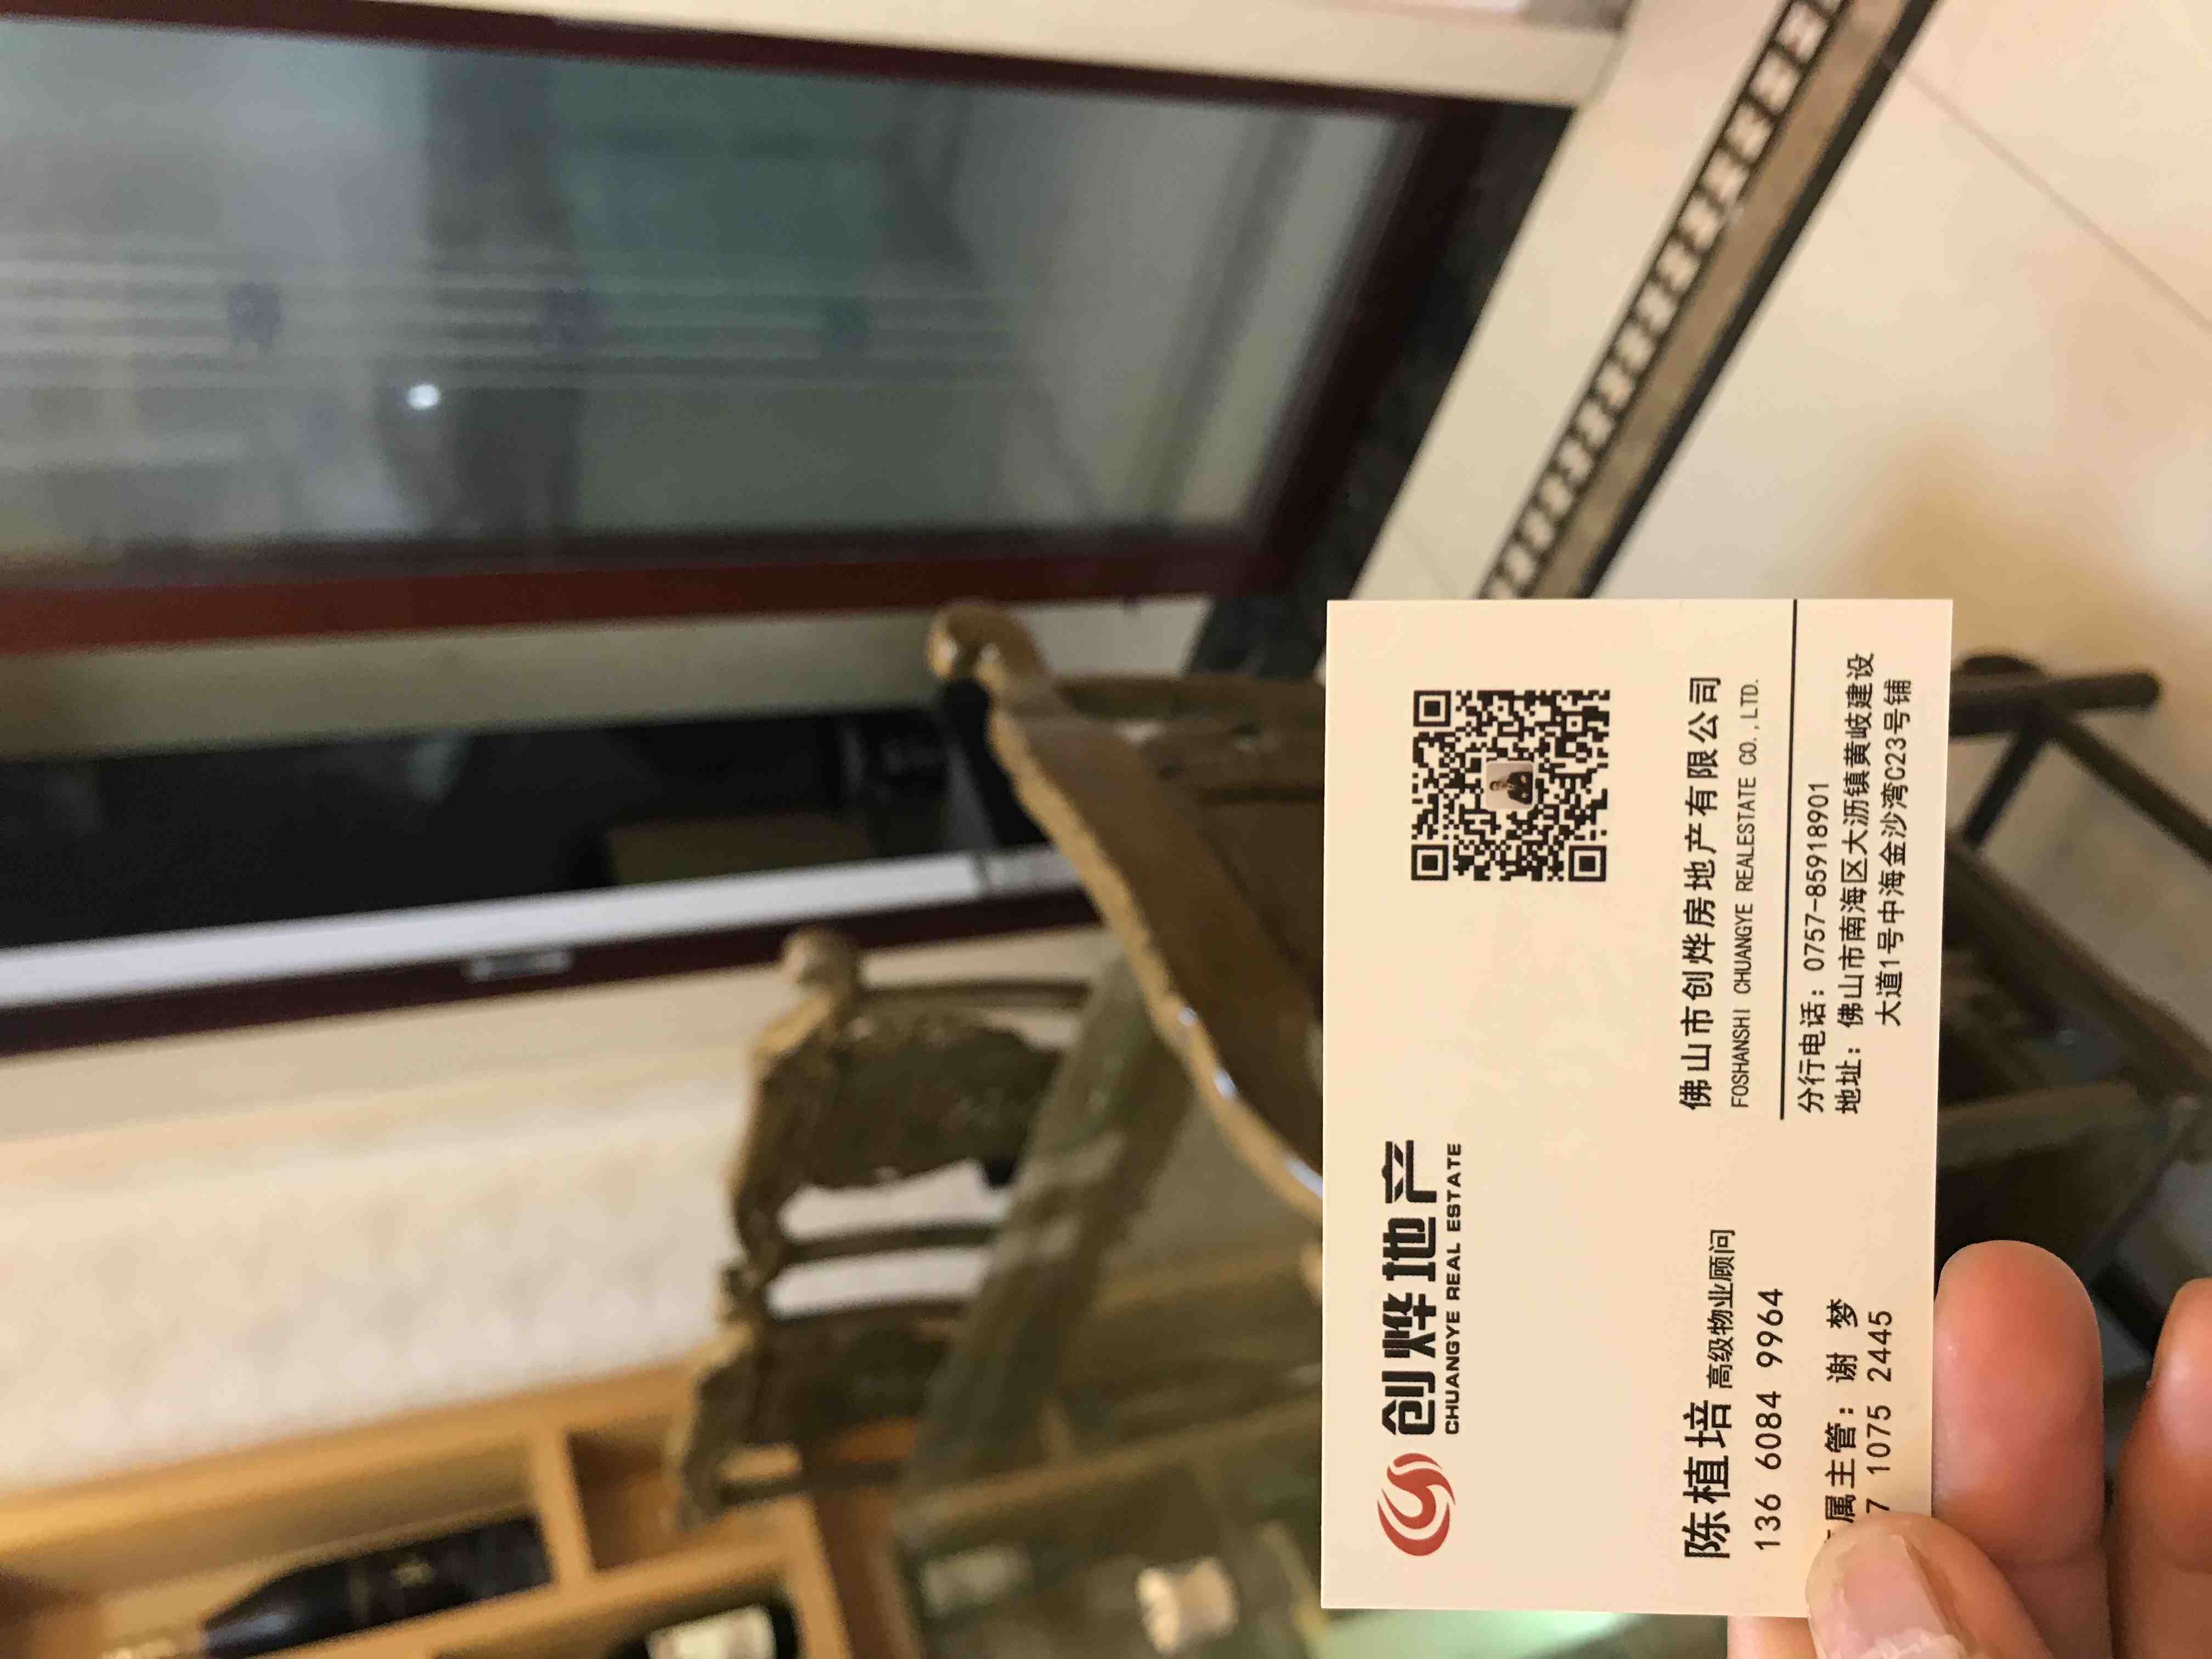 创烨地产
CHUANGYE REAL ESTATE
陈植培 高级物业顾问
136 6084 9964
属主管：谢 梦
7 1075 2445
佛山市创烨房地产有限公司
FOSHANSHI CHUANGYE REALESTATE CO.,LTD.
分行电话：0757-85918901
地址：佛山市南海区大沥镇黄岐建设
大道1号中海金沙湾C23号铺